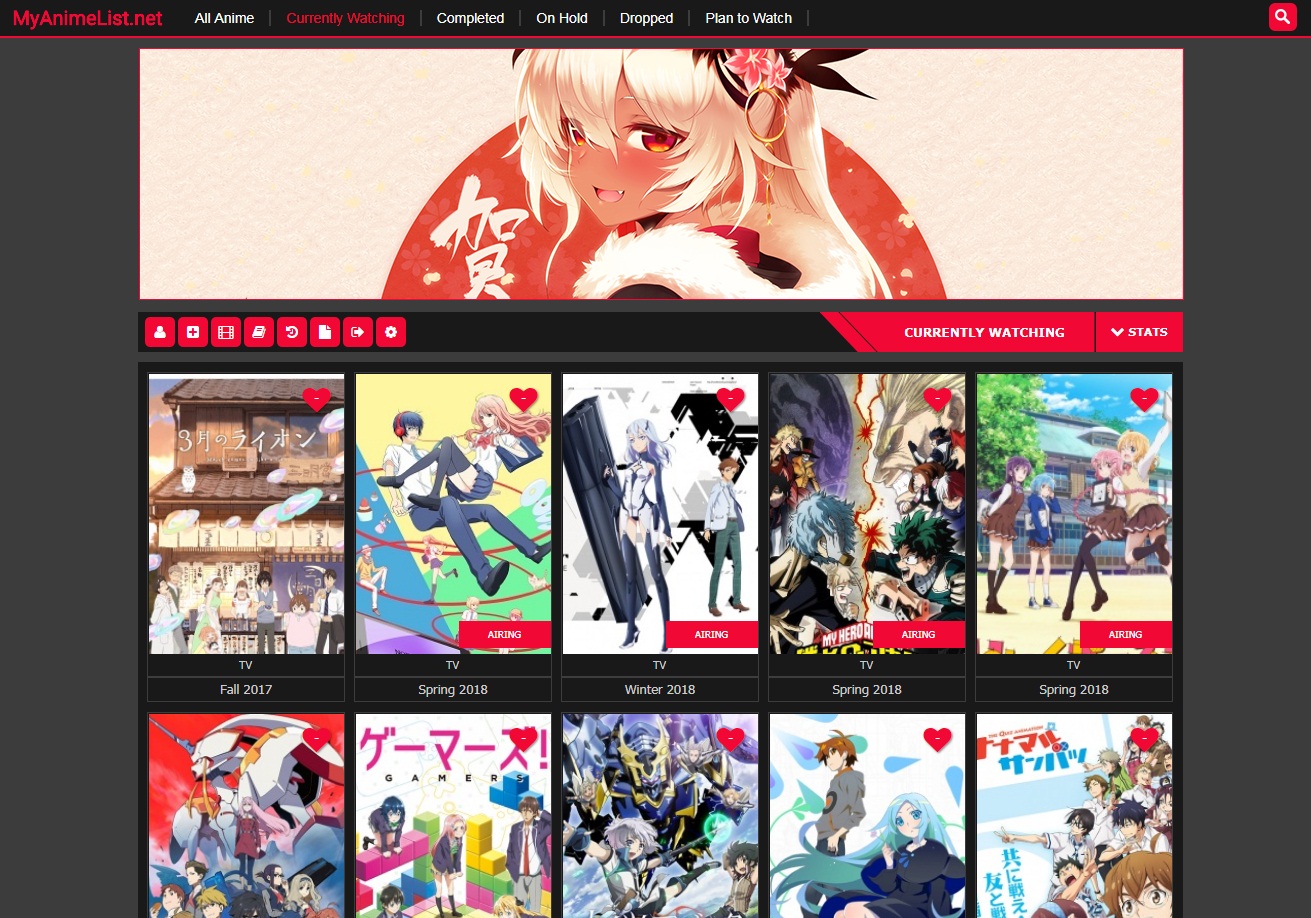 MyAnimeList.net All Anime Currently Watching Completed On Hold Dropped Plan to Watch
賀
CURRENTLY WATCHING STATS
3月のライオン
AIRING AIRING AIRING AIRING
MY HERO
TV TV TV TV TV
Fall 2017 Spring 2018 Winter 2018 Spring 2018 Spring 2018
ゲーマーズ!
GAMERS
THE QUIZ ANIMATION
ナナマル
サンバツ
共に戦え
友と戦